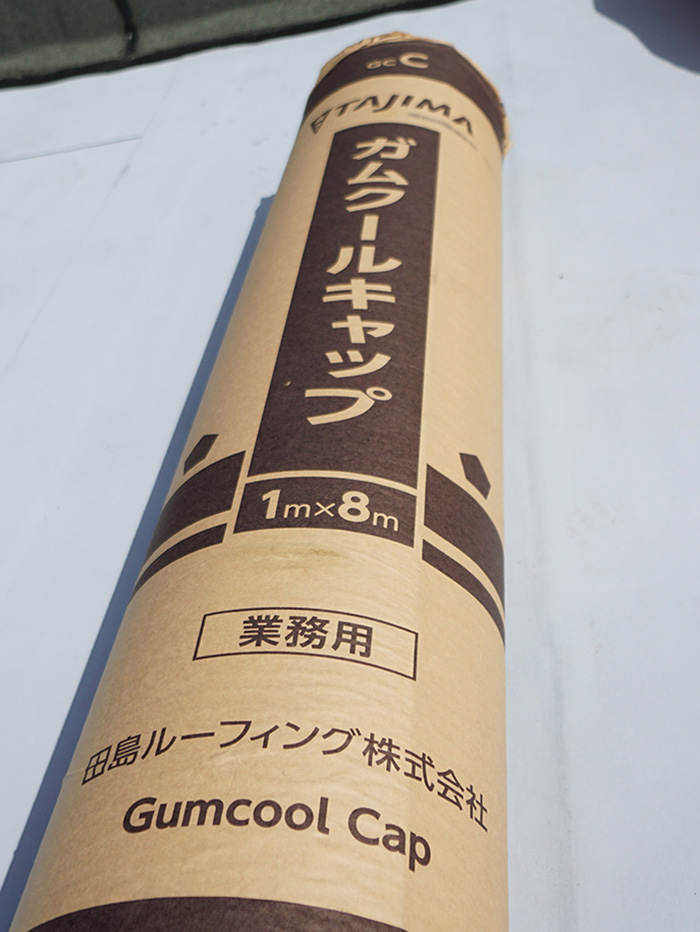 GC C
TAJIMA
ガムクールキャップ
1m×8m
業務用
田島ルーフィング株式会社
Gumcool Cap